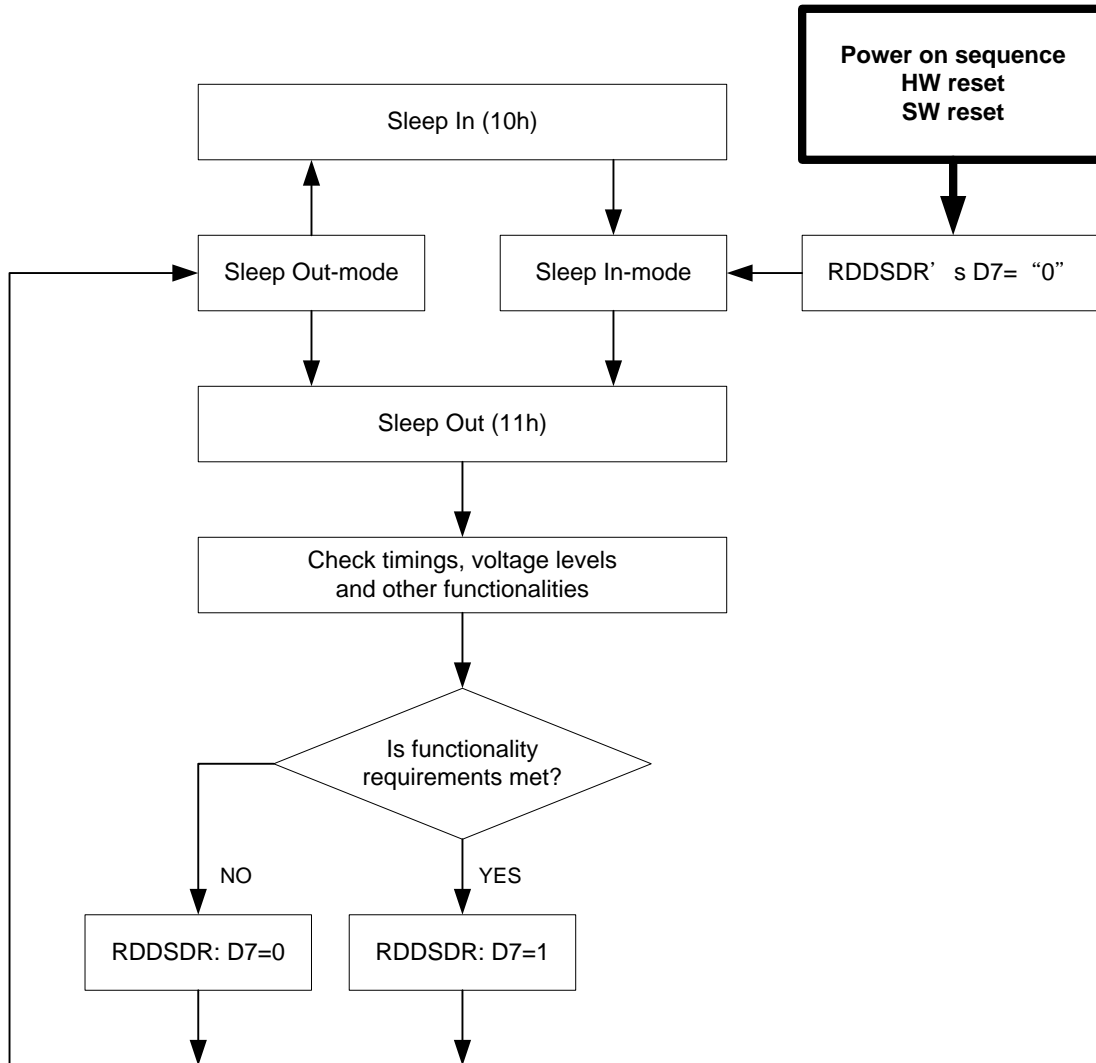 Power on sequence
HW reset
SW reset
Sleep In (10h)
Sleep Out-mode
Sleep In-mode
RDDSDR’ s D7= “0”
Sleep Out (11h)
Check timings, voltage levels
and other functionalities
Is functionality
requirements met?
NO
YES
RDDSDR: D7=0
RDDSDR: D7=1